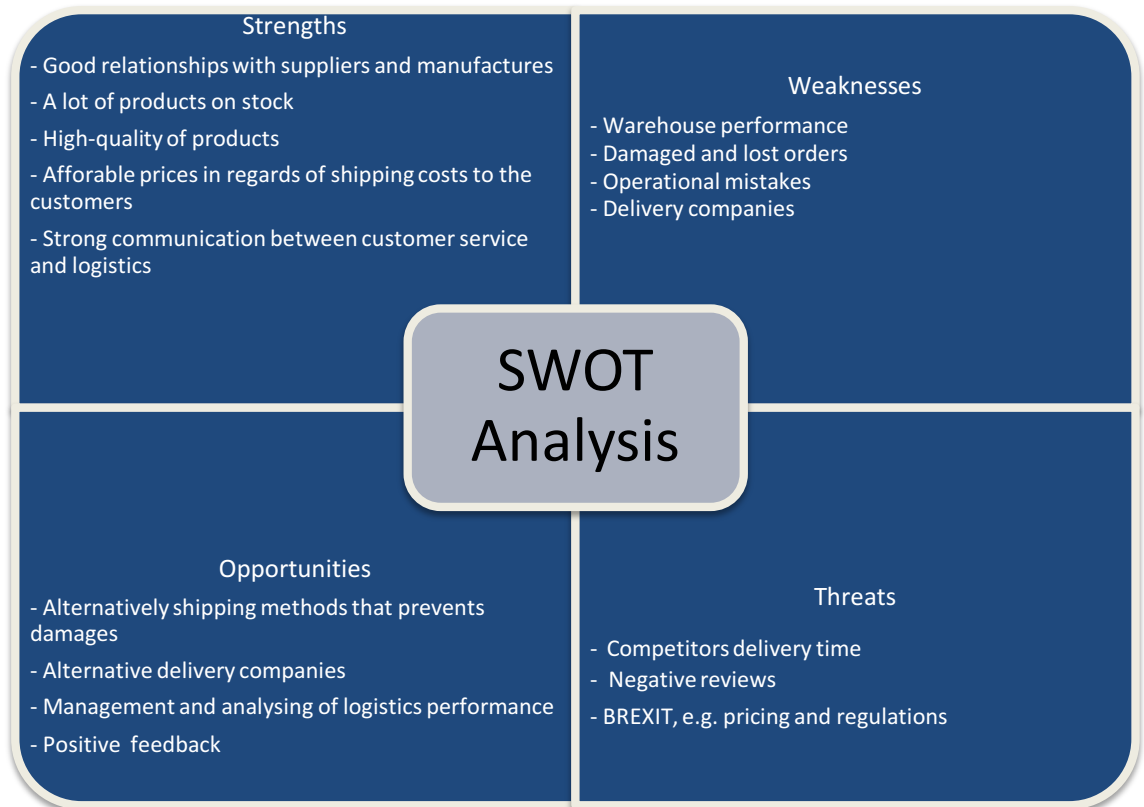 Strengths
- Good relationships with suppliers and manufactures
- A lot of products on stock
- High-quality of products
- Afforable prices in regards of shipping costs to the
customers
- Strong communication between customer service
and logistics
Weaknesses
- Warehouse performance
- Damaged and lost orders
- Operational mistakes
- Delivery companies
SWOT
Analysis
Opportunities
- Alternatively shipping methods that prevents
damages
- Alternative delivery companies
- Management and analysing of logistics performance
- Positive feedback
Threats
- Competitors delivery time
- Negative reviews
- BREXIT, e.g. pricing and regulations